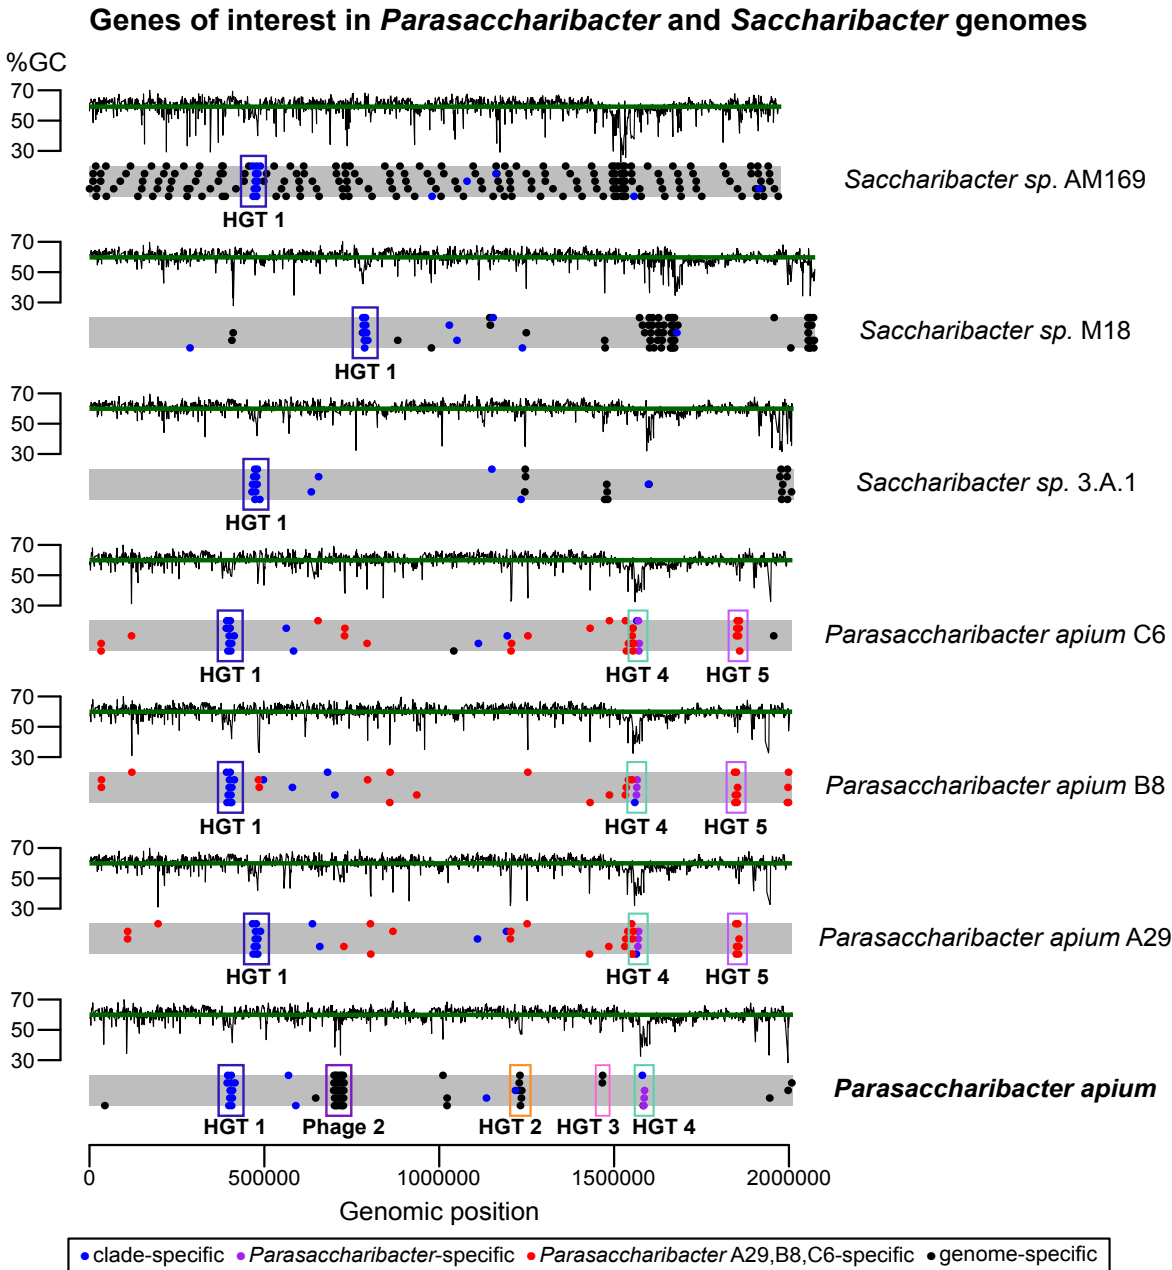 Genes of interest in Parasaccharibacter and Saccharibacter genomes
%GC
70
50
30
Saccharibacter sp. AM169
HGT 1
70
50
30
Saccharibacter sp. M18
HGT 1
70
50
30
Saccharibacter sp. 3.A.1
HGT 1
70
50
30
Parasaccharibacter apium C6
HGT 1 HGT 4 HGT 5
70
50
30
Parasaccharibacter apium B8
HGT 1 HGT 4 HGT 5
70
50
30
Parasaccharibacter apium A29
HGT 1 HGT 4 HGT 5
70
50
30
Parasaccharibacter apium
HGT 1 Phage 2 HGT 2 HGT 3 HGT 4
0 500000 1000000 1500000 2000000
Genomic position
clade-specific Parasaccharibacter-specific Parasaccharibacter A29,B8,C6-specific genome-specific